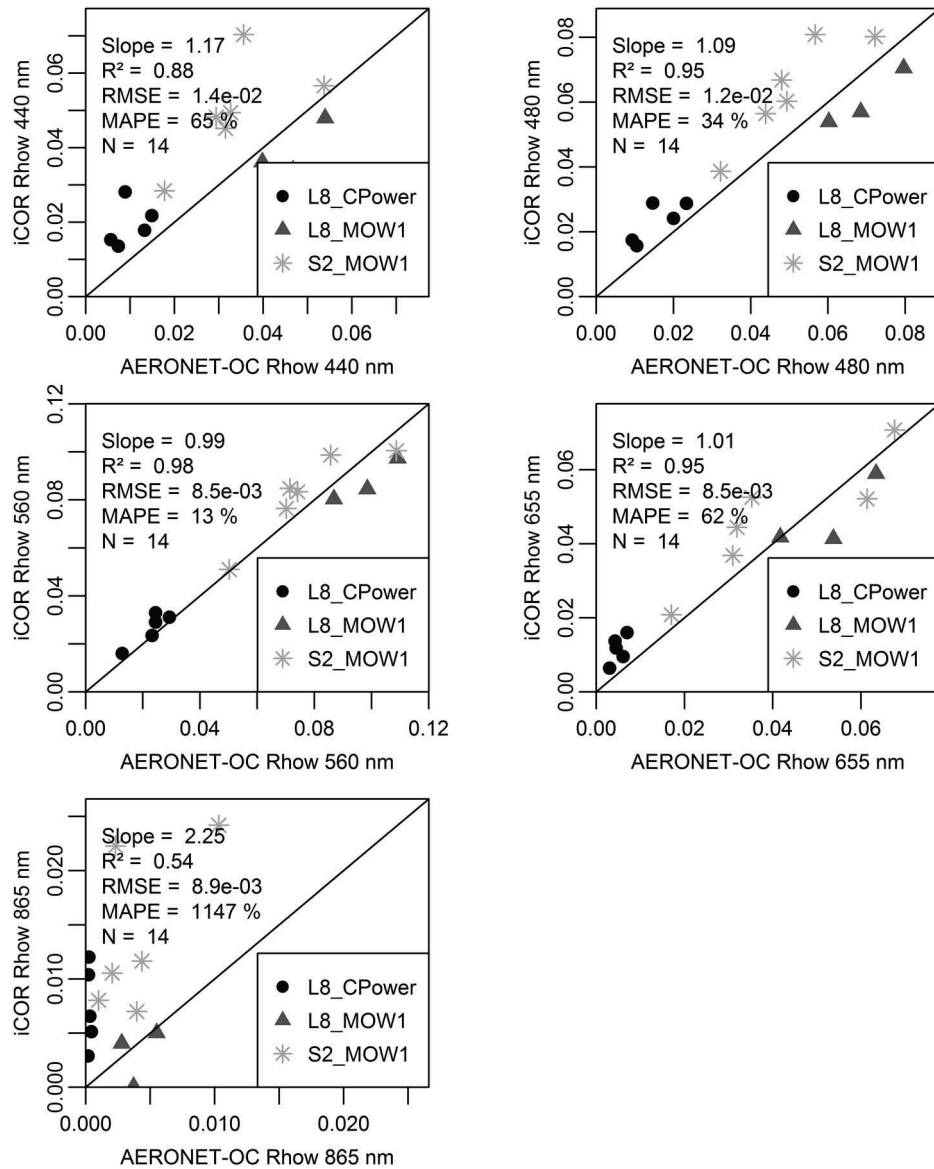 iCOR Rhow 440 nm
0.00 0.02 0.04 0.06
Slope = 1.17
R² = 0.88
RMSE = 1.4e-02
MAPE = 65 %
N = 14
L8_CPower
L8_MOW1
S2_MOW1
0.00 0.02 0.04 0.06
AERONET-OC Rhow 440 nm
iCOR Rhow 480 nm
0.00 0.02 0.04 0.06 0.08
Slope = 1.09
R² = 0.95
RMSE = 1.2e-02
MAPE = 34 %
N = 14
L8_CPower
L8_MOW1
S2_MOW1
0.00 0.02 0.04 0.06 0.08
AERONET-OC Rhow 480 nm
iCOR Rhow 560 nm
0.00 0.04 0.08 0.12
Slope = 0.99
R² = 0.98
RMSE = 8.5e-03
MAPE = 13 %
N = 14
L8_CPower
L8_MOW1
S2_MOW1
0.00 0.04 0.08 0.12
AERONET-OC Rhow 560 nm
iCOR Rhow 655 nm
0.00 0.02 0.04 0.06
Slope = 1.01
R² = 0.95
RMSE = 8.5e-03
MAPE = 62 %
N = 14
L8_CPower
L8_MOW1
S2_MOW1
0.00 0.02 0.04 0.06
AERONET-OC Rhow 655 nm
iCOR Rhow 865 nm
0.000 0.010 0.020
Slope = 2.25
R² = 0.54
RMSE = 8.9e-03
MAPE = 1147 %
N = 14
L8_CPower
L8_MOW1
S2_MOW1
0.000 0.010 0.020
AERONET-OC Rhow 865 nm